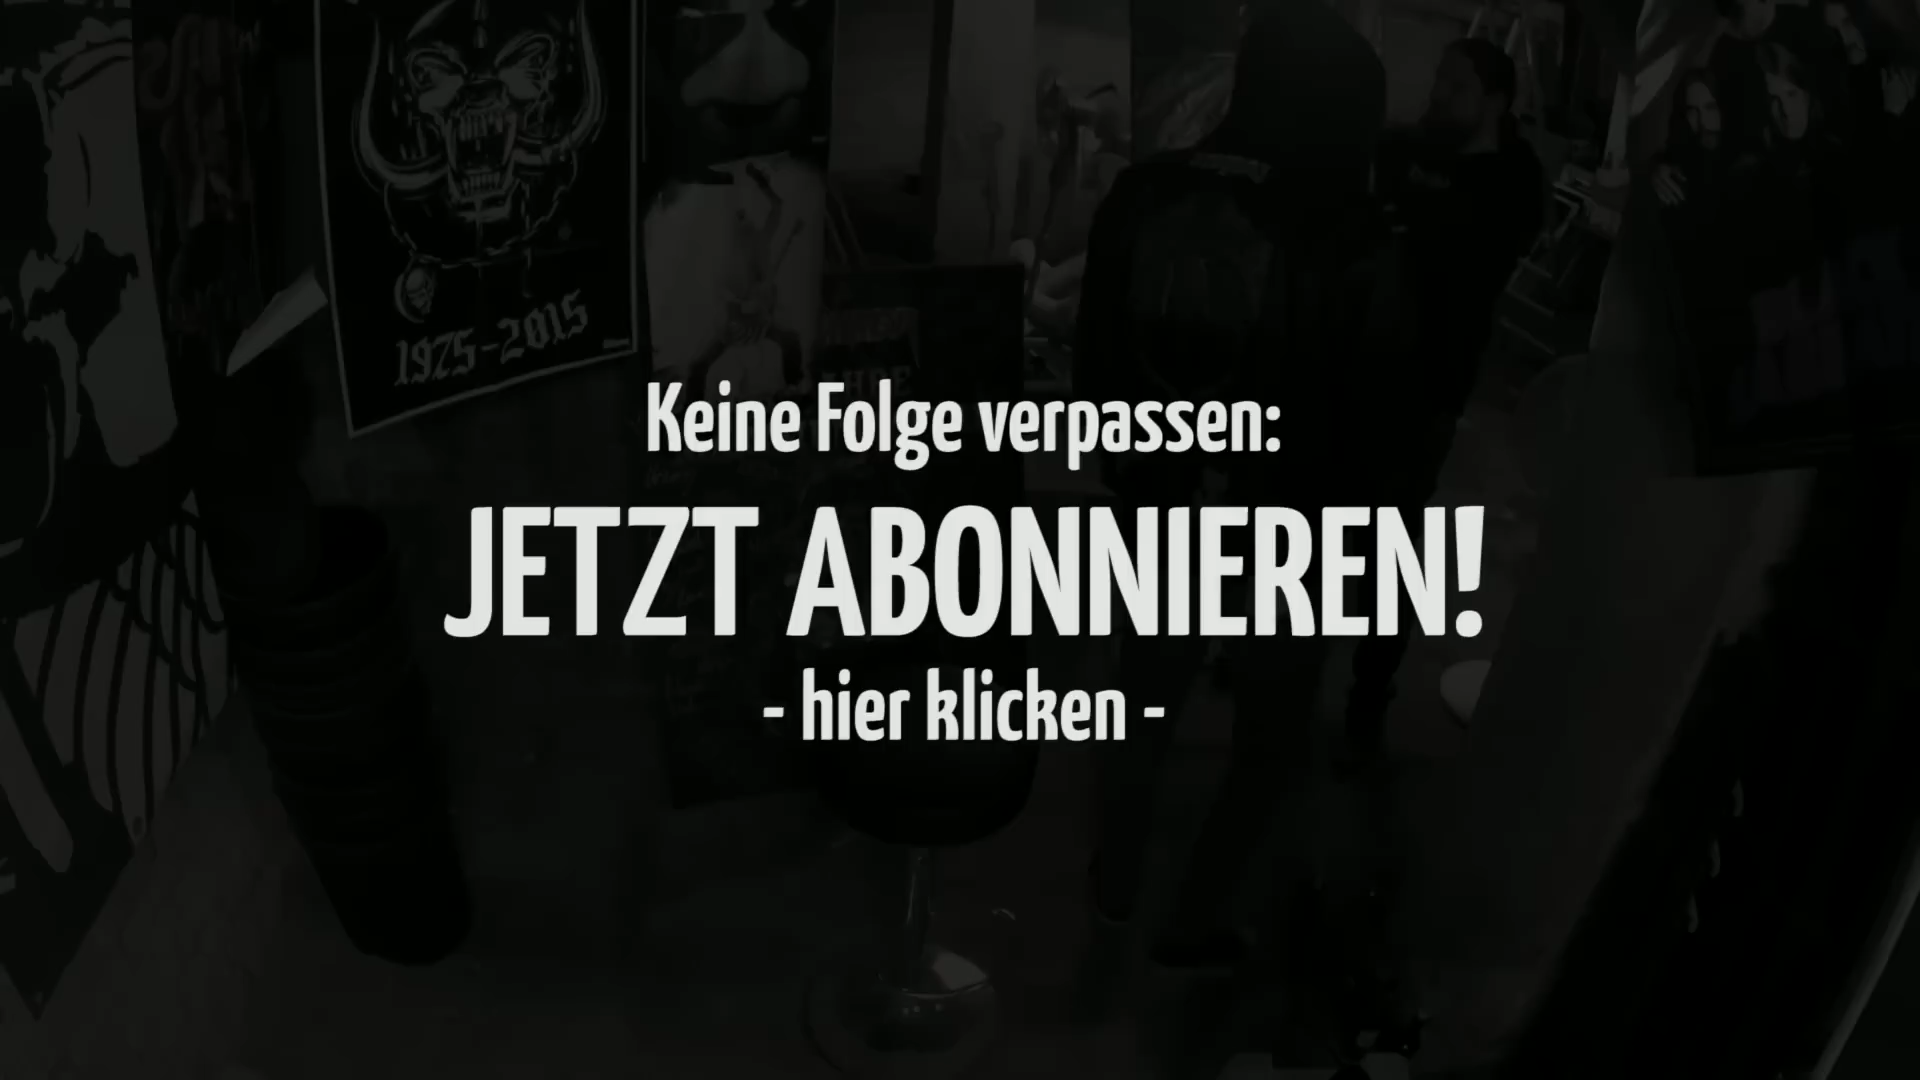 1975-2015
Keine Folge verpassen:
JETZT ABONNIEREN!
- hier klicken -